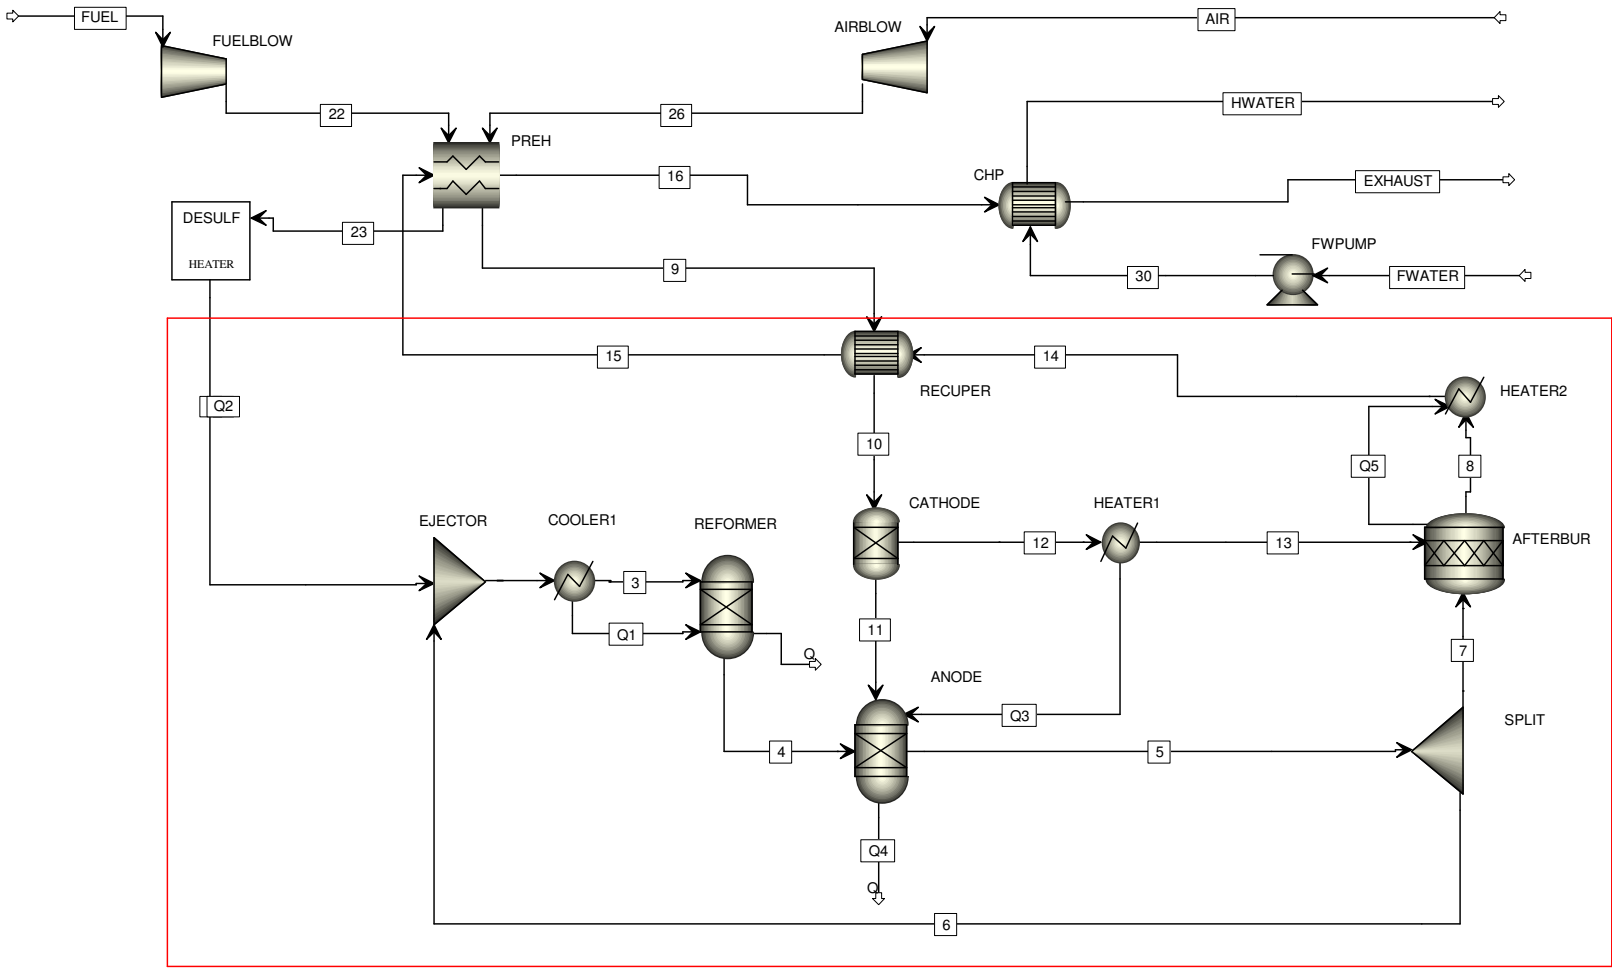 FUEL
AIR
AIRBLOW
FUELBLOW
HWATER
22
26
PREH
CHP
16
EXHAUST
DESULF
23
FWPUMP
HEATER
9
30
FWATER
15
14
RECUPER
HEATER2
Q2
10
Q5
8
CATHODE
HEATER1
EJECTOR
COOLER1
REFORMER
12
13
AFTERBUR
3
Q1
11
Q
7
ANODE
Q3
SPLIT
4
5
Q4
Q
6